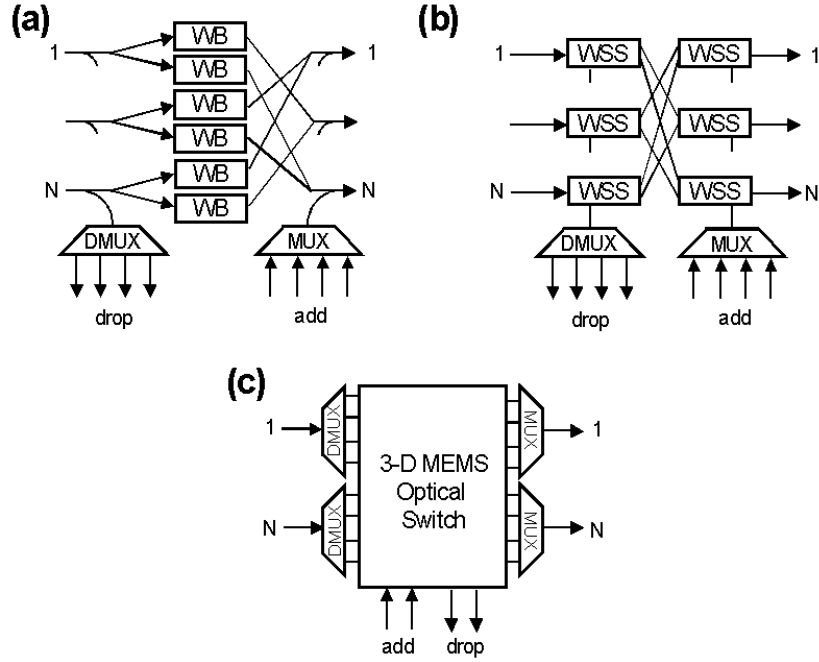 (a)
1
WB
WB
1
WB
WB
N
WB
WB
N
DMUX
MUX
drop
add
(b)
1
WSS
WSS
1
WSS
WSS
N
WSS
WSS
N
DMUX
MUX
drop
add
(c)
1
DMUX
MUX
1
3-D MEMS
Optical
Switch
N
DMUX
MUX
N
add
drop